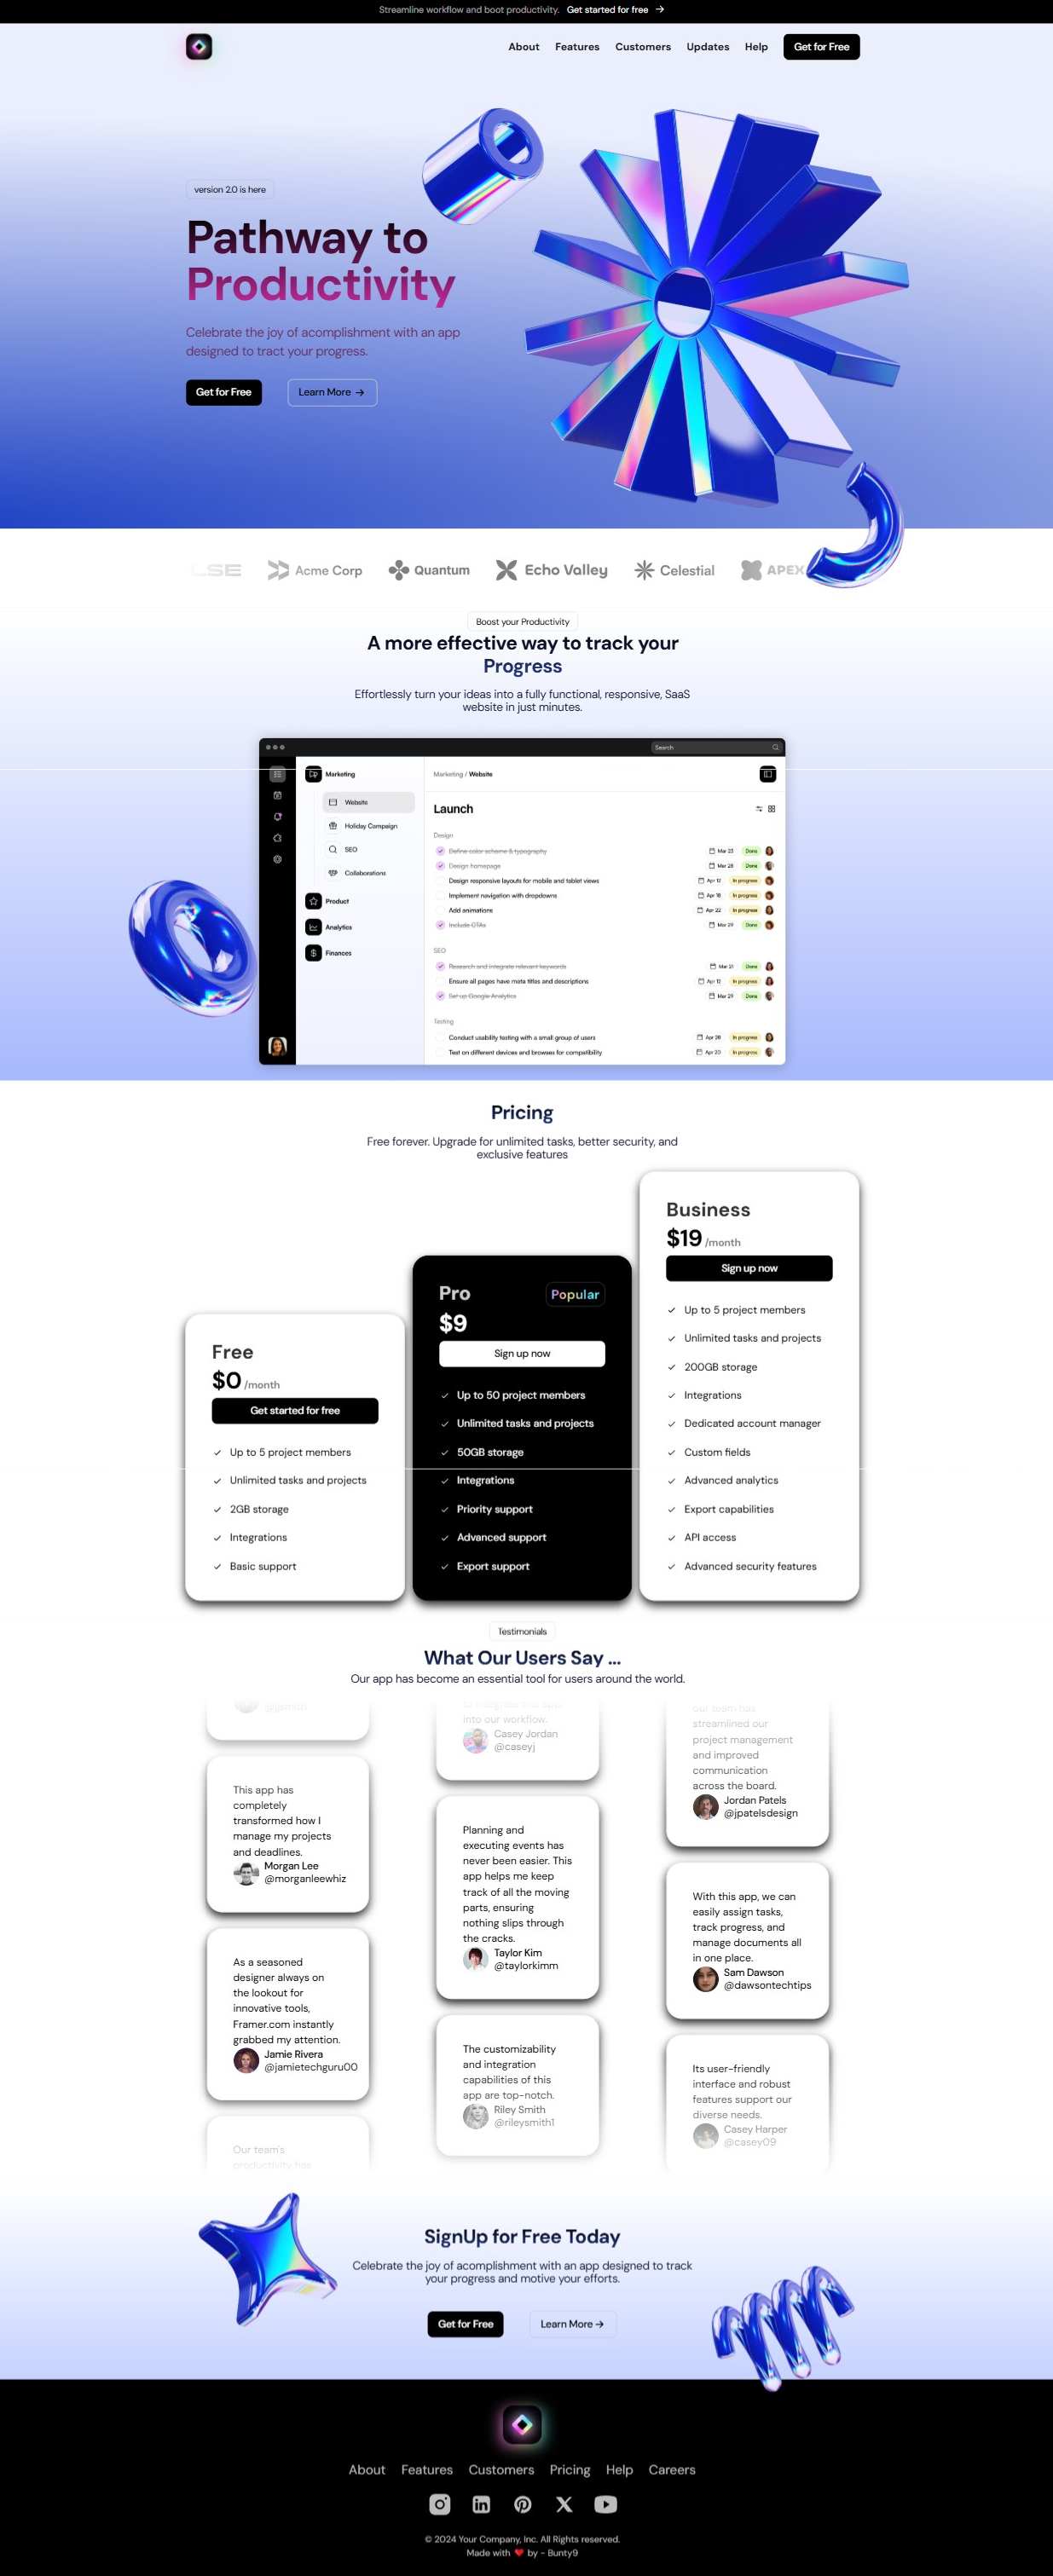 Streamline workflow and boot productivity. Get started for free →
About Features Customers Updates Help Get for Free
version 2.0 is here
Pathway to
Productivity
Celebrate the joy of acomplishment with an app
designed to tract your progress.
Get for Free Learn More →
LSE Acme Corp Quantum Echo Valley Celestial APEX
Boost your Productivity
A more effective way to track your
Progress
Effortlessly turn your ideas into a fully functional, responsive, SaaS
website in just minutes.
Search
Marketing
Website
Holiday Campaign
SEO
Collaborations
Product
Analytics
Finances
Marketing / Website
Launch
Design
Define color scheme & typography Mar 23 Done
Design homepage Mar 28 Done
Design responsive layouts for mobile and tablet views Apr 12 In progress
Implement navigation with dropdowns Apr 18 In progress
Add animations Apr 22 In progress
Include CTAs Mar 29 Done
SEO
Research and integrate relevant keywords Mar 21 Done
Ensure all pages have meta titles and descriptions Apr 12 In progress
Set up Google Analytics Mar 29 Done
Testing
Conduct usability testing with a small group of users Apr 28 In progress
Test on different devices and browses for compatibility Apr 20 In progress
Pricing
Free forever. Upgrade for unlimited tasks, better security, and
exclusive features
Free
$0 /month
Get started for free
Up to 5 project members
Unlimited tasks and projects
2GB storage
Integrations
Basic support
Pro Popular
$9
Sign up now
Up to 50 project members
Unlimited tasks and projects
50GB storage
Integrations
Priority support
Advanced support
Export support
Business
$19 /month
Sign up now
Up to 5 project members
Unlimited tasks and projects
200GB storage
Integrations
Dedicated account manager
Custom fields
Advanced analytics
Export capabilities
API access
Advanced security features
Testimonials
What Our Users Say ...
Our app has become an essential tool for users around the world.
@jjsmith
This app has
completely
transformed how I
manage my projects
and deadlines.
Morgan Lee
@morganleewhiz
As a seasoned
designer always on
the lookout for
innovative tools,
Framer.com instantly
grabbed my attention.
Jamie Rivera
@jamietechguru00
Our team's
productivity has
to integrate this app
into our workflow.
Casey Jordan
@caseyj
Planning and
executing events has
never been easier. This
app helps me keep
track of all the moving
parts, ensuring
nothing slips through
the cracks.
Taylor Kim
@taylorkimm
The customizability
and integration
capabilities of this
app are top-notch.
Riley Smith
@rileysmith1
our team has
streamlined our
project management
and improved
communication
across the board.
Jordan Patels
@jpatelsdesign
With this app, we can
easily assign tasks,
track progress, and
manage documents all
in one place.
Sam Dawson
@dawsontechtips
Its user-friendly
interface and robust
features support our
diverse needs.
Casey Harper
@casey09
SignUp for Free Today
Celebrate the joy of acomplishment with an app designed to track
your progress and motive your efforts.
Get for Free Learn More →
About Features Customers Pricing Help Careers
© 2024 Your Company, Inc. All Rights reserved.
Made with ❤️ by - Bunty9